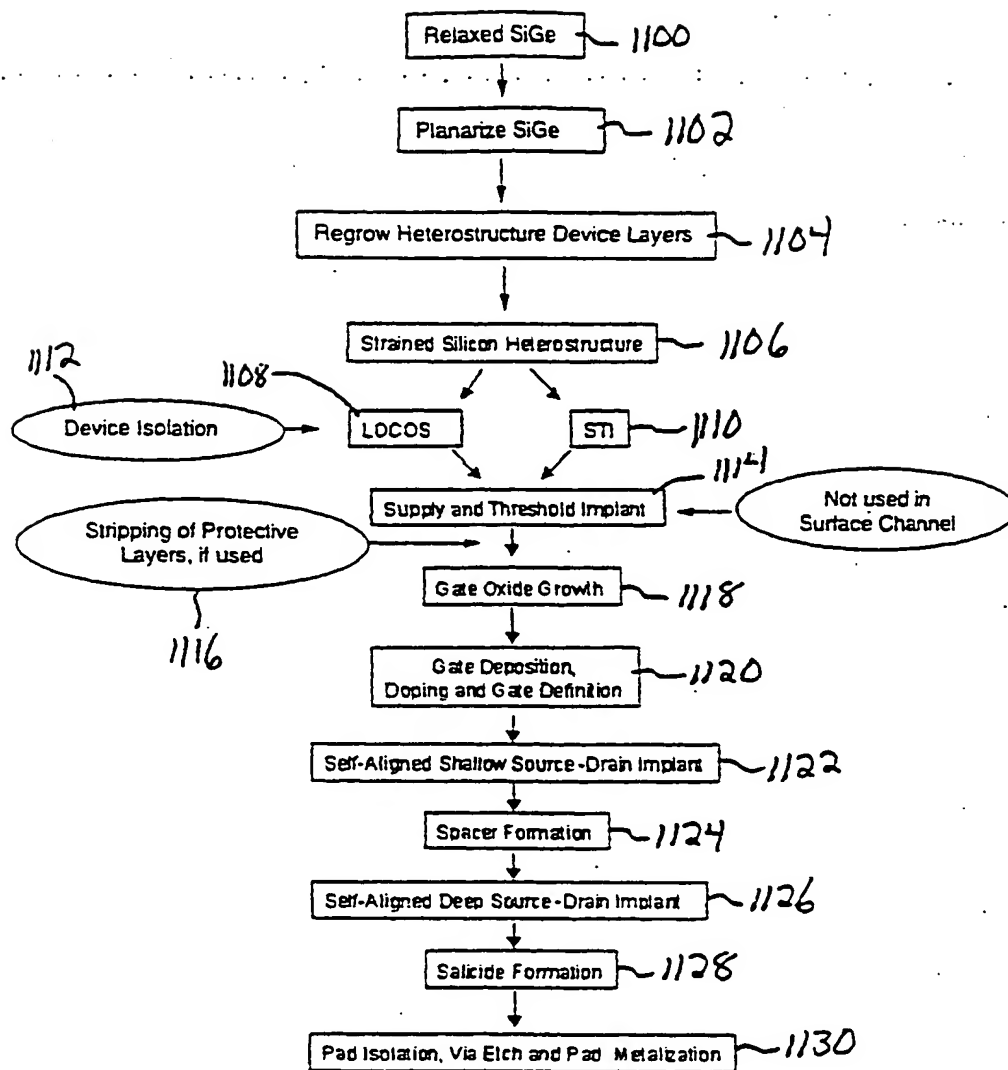 Relaxed SiGe 1100
Planarize SiGe 1102
Regrow Heterostructure Device Layers 1104
Strained Silicon Heterostructure 1106
1112
1108
Device Isolation
LOCOS
STI
1110
1114
Supply and Threshold Implant
Not used in
Surface Channel
Stripping of Protective
Layers, if used
1116
Gate Oxide Growth 1118
Gate Deposition,
Doping and Gate Definition
1120
Self-Aligned Shallow Source-Drain Implant 1122
Spacer Formation 1124
Self-Aligned Deep Source-Drain Implant 1126
Salicide Formation 1128
Pad Isolation, Via Etch and Pad Metalization 1130